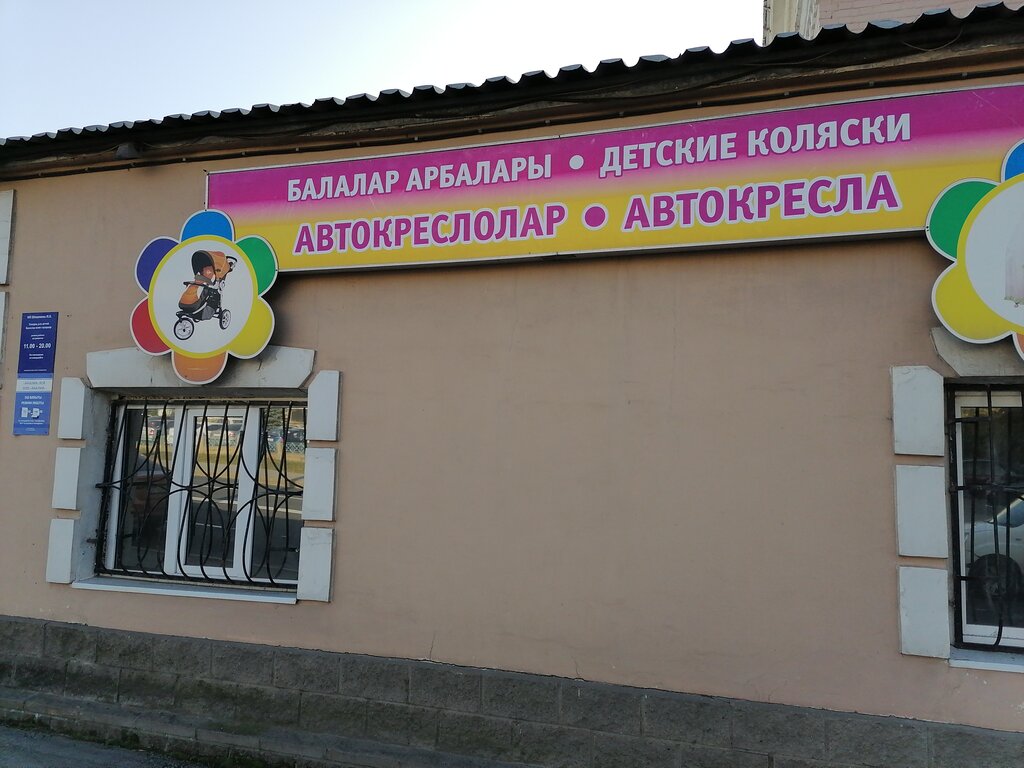 БАЛАЛАР АРБАЛАРЫ • ДЕТСКИЕ КОЛЯСКИ
АВТОКРЕСЛОЛАР • АВТОКРЕСЛА
11.00 - 20.00